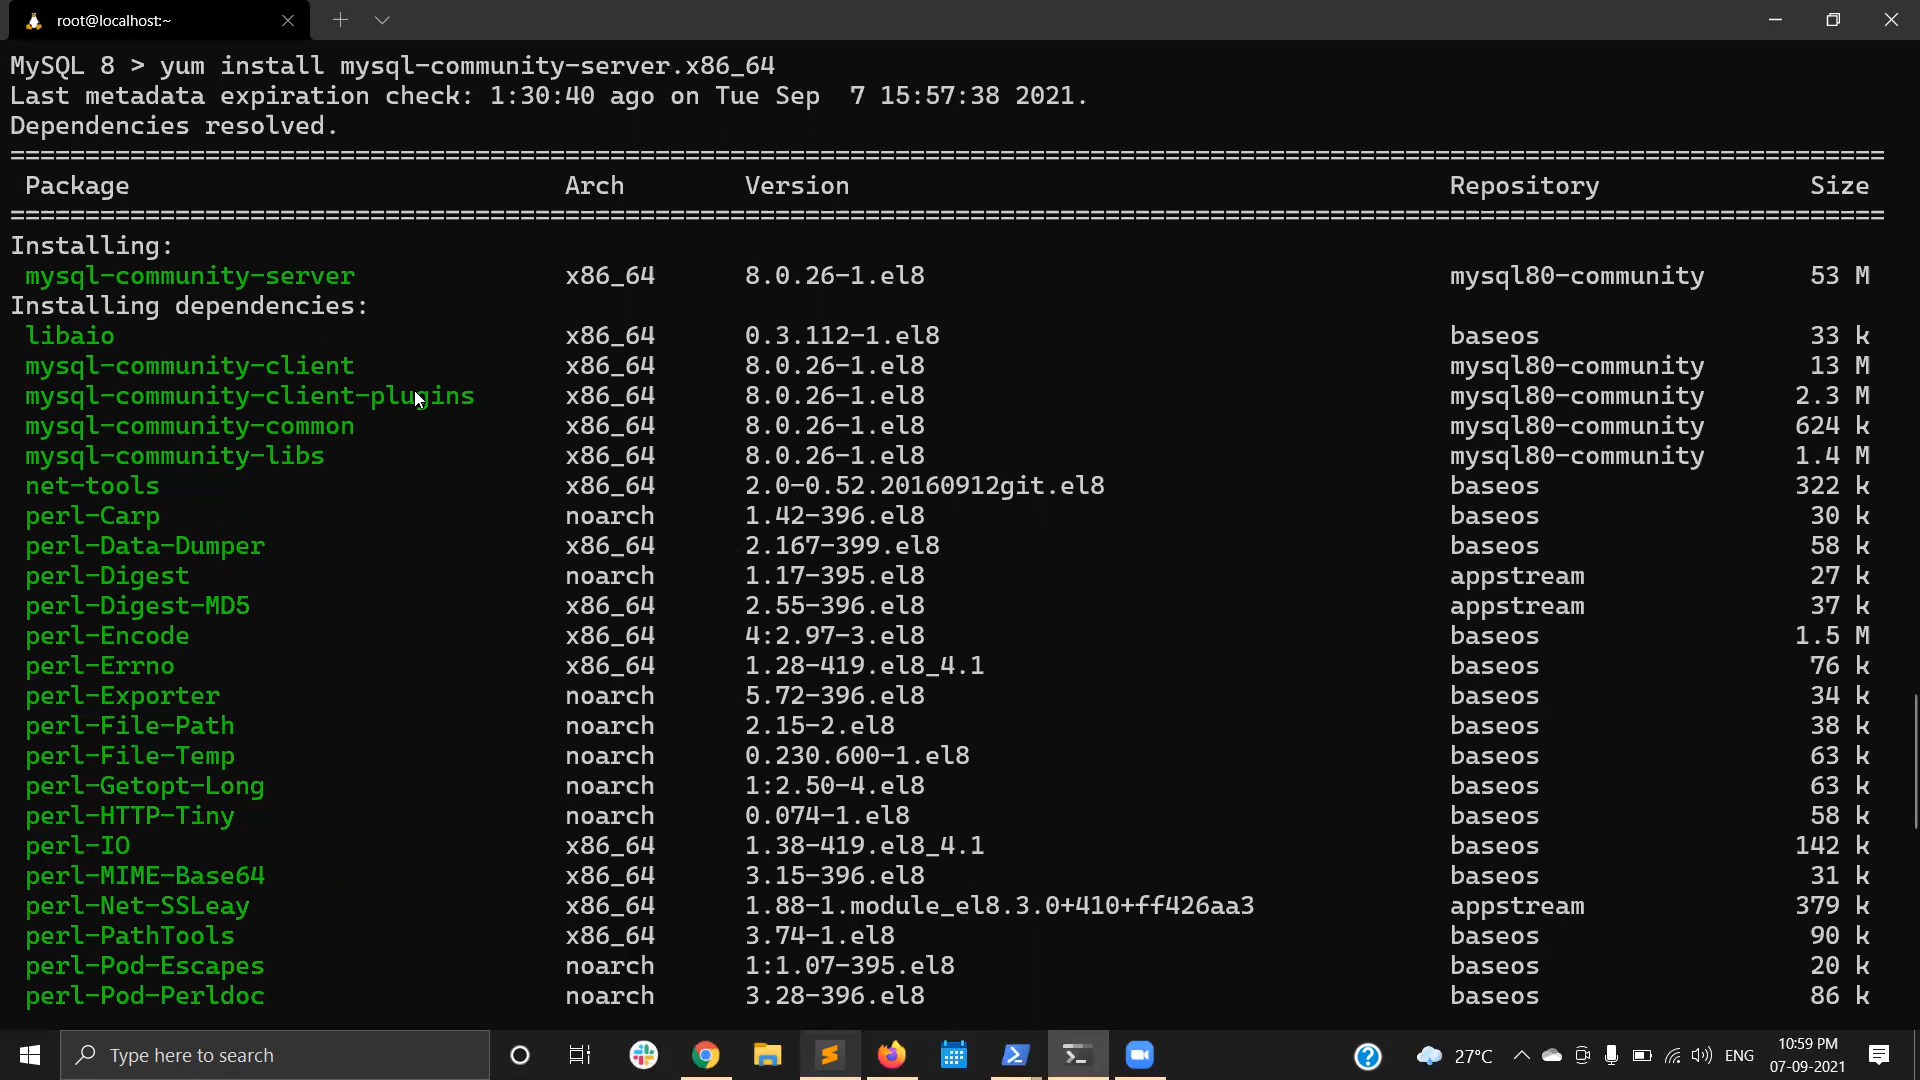 root@localhost:~
MySQL 8 > yum install mysql-community-server.x86_64
Last metadata expiration check: 1:30:40 ago on Tue Sep  7 15:57:38 2021.
Dependencies resolved.
=============================================================================================================================
Package Arch Version Repository Size
=============================================================================================================================
Installing:
mysql-community-server x86_64 8.0.26-1.el8 mysql80-community 53 M
Installing dependencies:
libaio x86_64 0.3.112-1.el8 baseos 33 k
mysql-community-client x86_64 8.0.26-1.el8 mysql80-community 13 M
mysql-community-client-plugins x86_64 8.0.26-1.el8 mysql80-community 2.3 M
mysql-community-common x86_64 8.0.26-1.el8 mysql80-community 624 k
mysql-community-libs x86_64 8.0.26-1.el8 mysql80-community 1.4 M
net-tools x86_64 2.0-0.52.20160912git.el8 baseos 322 k
perl-Carp noarch 1.42-396.el8 baseos 30 k
perl-Data-Dumper x86_64 2.167-399.el8 baseos 58 k
perl-Digest noarch 1.17-395.el8 appstream 27 k
perl-Digest-MD5 x86_64 2.55-396.el8 appstream 37 k
perl-Encode x86_64 4:2.97-3.el8 baseos 1.5 M
perl-Errno x86_64 1.28-419.el8_4.1 baseos 76 k
perl-Exporter noarch 5.72-396.el8 baseos 34 k
perl-File-Path noarch 2.15-2.el8 baseos 38 k
perl-File-Temp noarch 0.230.600-1.el8 baseos 63 k
perl-Getopt-Long noarch 1:2.50-4.el8 baseos 63 k
perl-HTTP-Tiny noarch 0.074-1.el8 baseos 58 k
perl-IO x86_64 1.38-419.el8_4.1 baseos 142 k
perl-MIME-Base64 x86_64 3.15-396.el8 baseos 31 k
perl-Net-SSLeay x86_64 1.88-1.module_el8.3.0+410+ff426aa3 appstream 379 k
perl-PathTools x86_64 3.74-1.el8 baseos 90 k
perl-Pod-Escapes noarch 1:1.07-395.el8 baseos 20 k
perl-Pod-Perldoc noarch 3.28-396.el8 baseos 86 k
Type here to search
27°C
ENG
10:59 PM
07-09-2021